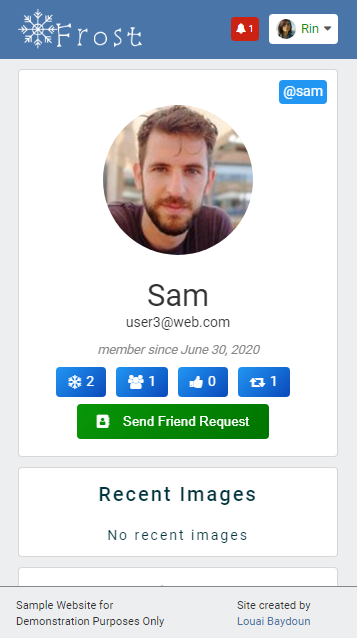 Frost
1
Rin
@sam
Sam
user3@web.com
member since June 30, 2020
2
1
0
1
Send Friend Request
Recent Images
No recent images
Sample Website for
Demonstration Purposes Only
Site created by
Louai Baydoun